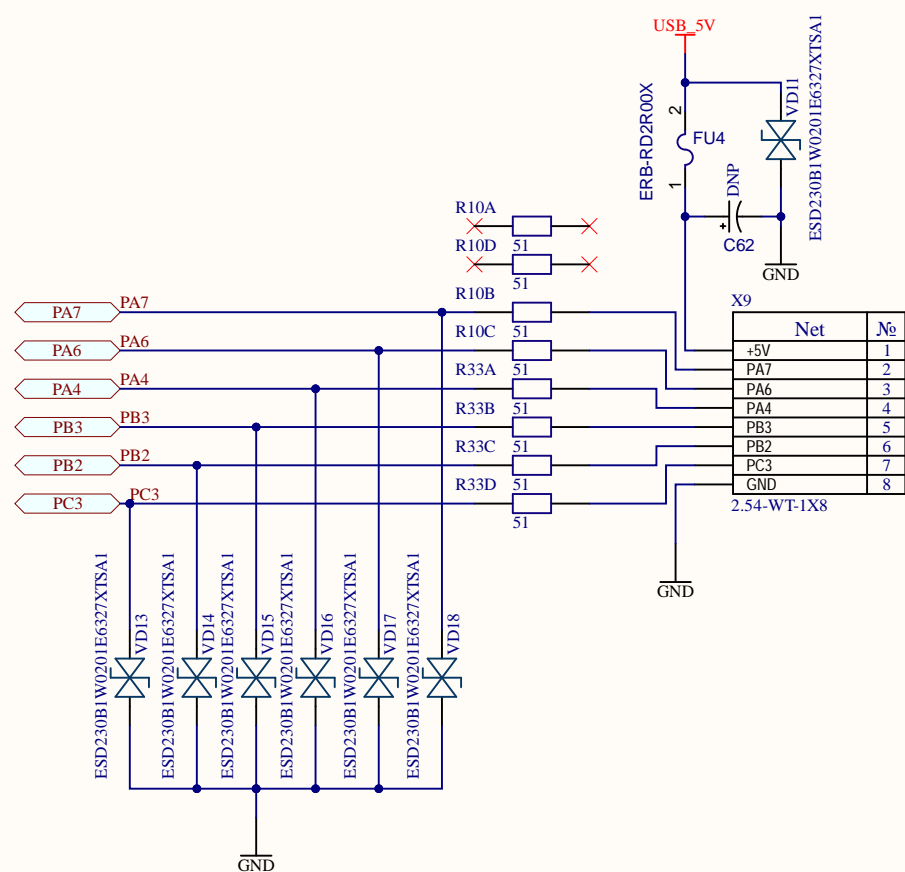 USB_5V
ERB-RD2R00X
2
FU4
1
VD11
ESD230B1W0201E6327XTSA1
DNP
+
C62
GND
R10A
51
R10D
51
R10B
51
R10C
51
R33A
51
R33B
51
R33C
51
R33D
51
PA7 PA7
PA6 PA6
PA4 PA4
PB3 PB3
PB2 PB2
PC3 PC3
X9
Net №
+5V 1
PA7 2
PA6 3
PA4 4
PB3 5
PB2 6
PC3 7
GND 8
2.54-WT-1X8
GND
ESD230B1W0201E6327XTSA1
VD13
ESD230B1W0201E6327XTSA1
VD14
ESD230B1W0201E6327XTSA1
VD15
ESD230B1W0201E6327XTSA1
VD16
ESD230B1W0201E6327XTSA1
VD17
ESD230B1W0201E6327XTSA1
VD18
GND